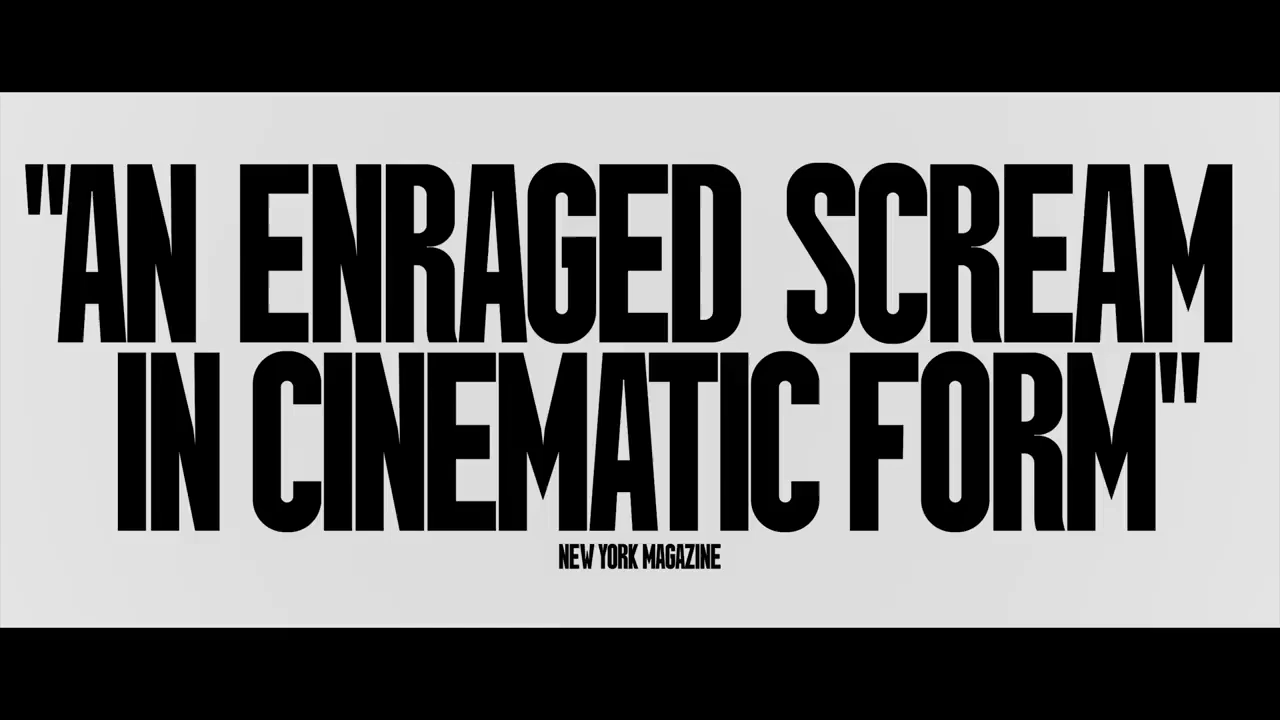 "AN ENRAGED SCREAM
IN CINEMATIC FORM"
NEW YORK MAGAZINE